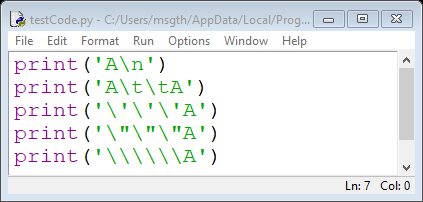 testCode.py - C:/Users/msgth/AppData/Local/Prog...
File Edit Format Run Options Window Help
print('A\n')
print('A\t\tA')
print('\'\'\'A')
print('\"\"\"A')
print('\\\\\\A')
Ln: 7 Col: 0